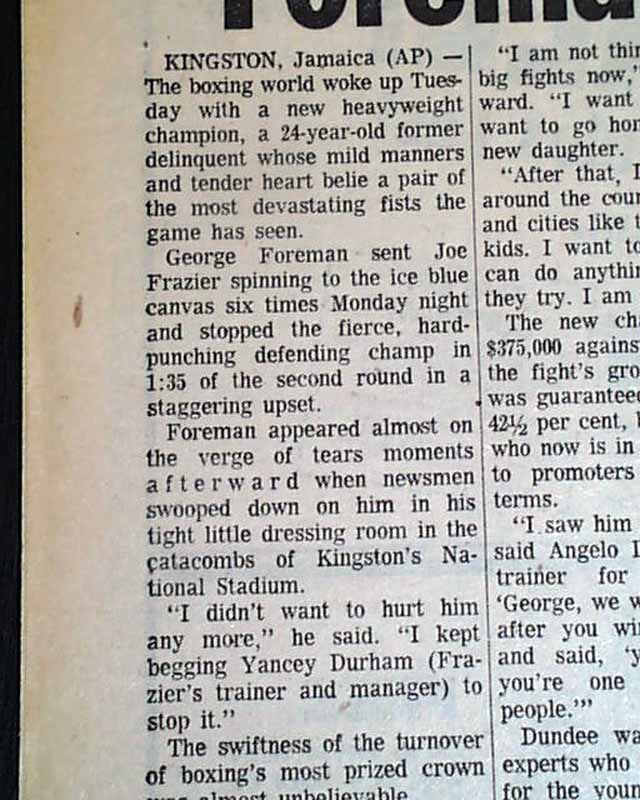 KINGSTON, Jamaica (AP) —
The boxing world woke up Tues-
day with a new heavyweight
champion, a 24-year-old former
delinquent whose mild manners
and tender heart belie a pair of
the most devastating fists the
game has seen.
George Foreman sent Joe
Frazier spinning to the ice blue
canvas six times Monday night
and stopped the fierce, hard-
punching defending champ in
1:35 of the second round in a
staggering upset.
Foreman appeared almost on
the verge of tears moments
afterward when newsmen
swooped down on him in his
tight little dressing room in the
catacombs of Kingston's Na-
tional Stadium.
"I didn't want to hurt him
any more," he said. "I kept
begging Yancey Durham (Fra-
zier's trainer and manager) to
stop it."
The swiftness of the turnover
of boxing's most prized crown
was almost unbelievable.
"I am not
big fights now,"
ward. "I want
want to go
new daughter.
"After that,
around the
and cities like
kids. I want to
can do
they try. I am
The new
$375,000
the fight's
was guaranteed
42½ per cent,
who now is in
to promoters
terms.
"I saw him
said Angelo
trainer for
'George, we
after you
and said,
you're one
people.'"
Dundee
experts who
for the